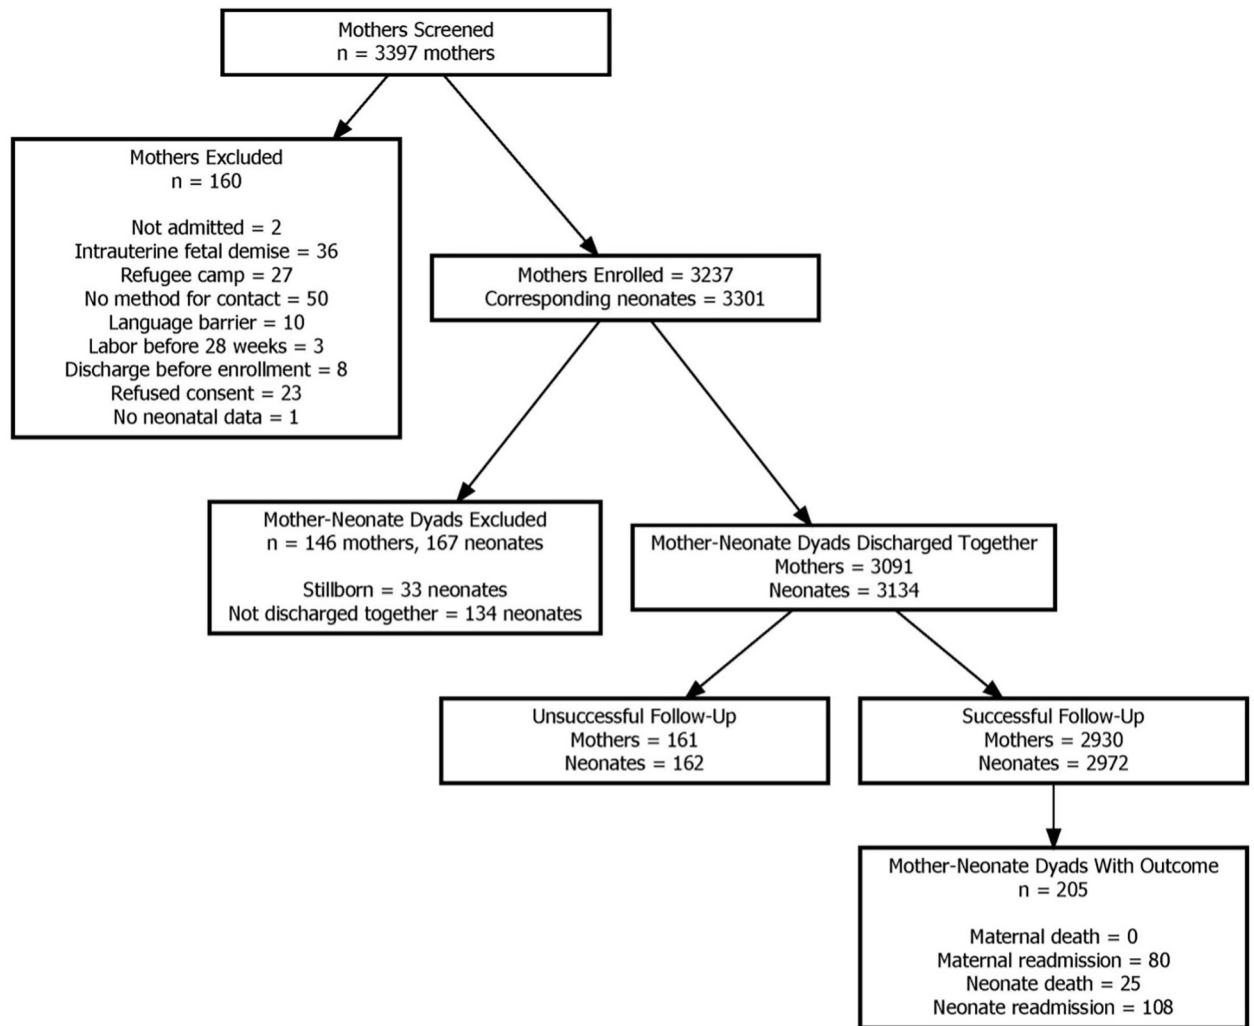 Mothers Screened
n = 3397 mothers
Mothers Excluded
n = 160
Not admitted = 2
Intrauterine fetal demise = 36
Refugee camp = 27
No method for contact = 50
Language barrier = 10
Labor before 28 weeks = 3
Discharge before enrollment = 8
Refused consent = 23
No neonatal data = 1
Mothers Enrolled = 3237
Corresponding neonates = 3301
Mother-Neonate Dyads Excluded
n = 146 mothers, 167 neonates
Stillborn = 33 neonates
Not discharged together = 134 neonates
Mother-Neonate Dyads Discharged Together
Mothers = 3091
Neonates = 3134
Unsuccessful Follow-Up
Mothers = 161
Neonates = 162
Successful Follow-Up
Mothers = 2930
Neonates = 2972
Mother-Neonate Dyads With Outcome
n = 205
Maternal death = 0
Maternal readmission = 80
Neonate death = 25
Neonate readmission = 108